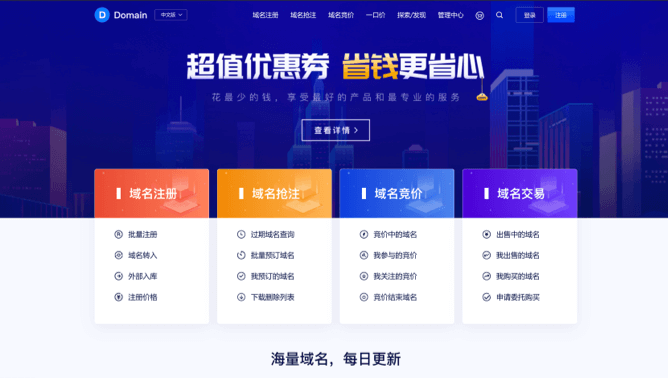 D Domain 中文版 域名注册 域名抢注 域名竞价 一口价 探索/发现 管理中心 登录 注册
超值优惠券 省钱更省心
花最少的钱，享受最好的产品和最专业的服务
查看详情 >
域名注册
批量注册
域名转入
外部入库
注册价格
域名抢注
过期域名查询
批量预订域名
我预订的域名
下载删除列表
域名竞价
竞价中的域名
我参与的竞价
我关注的竞价
竞价结束域名
域名交易
出售中的域名
我出售的域名
我购买的域名
申请委托购买
海量域名，每日更新